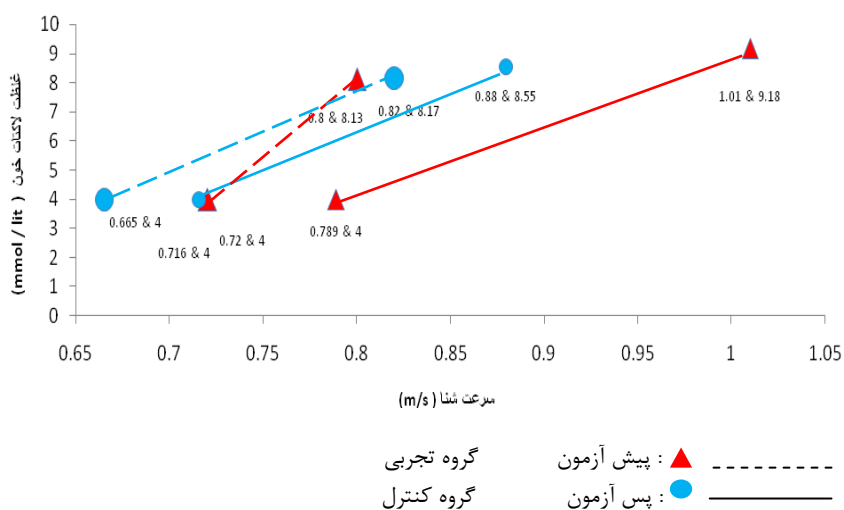 10
9
8
7
6
5
4
3
2
1
0
غلظت لاکتات خون ( mmol / lit)
0.8 & 8.13
0.82 & 8.17
0.88 & 8.55
1.01 & 9.18
0.665 & 4
0.716 & 4
0.72 & 4
0.789 & 4
0.65 0.7 0.75 0.8 0.85 0.9 0.95 1 1.05
سرعت شنا ( m/s)
: پیش آزمون گروه تجربی
: پس آزمون گروه کنترل